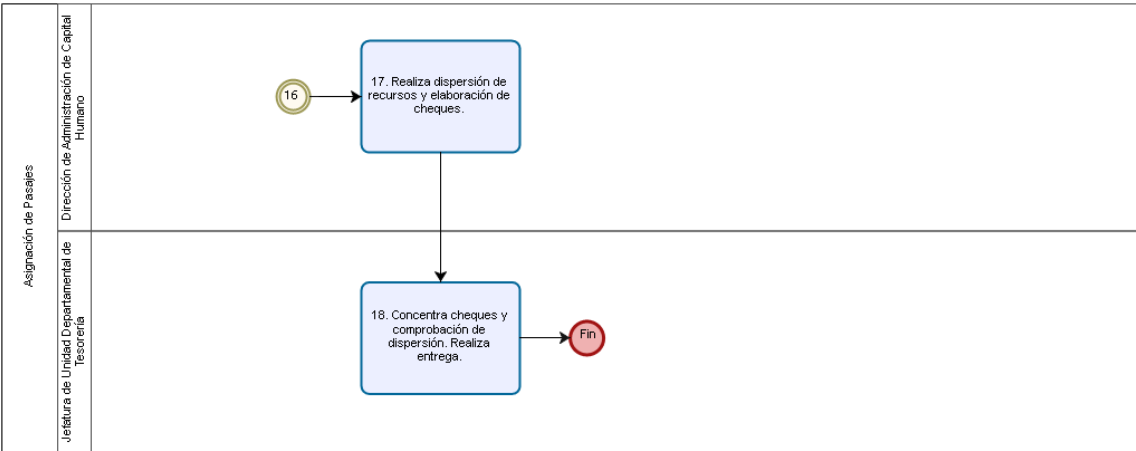 Asignación de Pasajes
Dirección de Administración de Capital
Humano
16
17. Realiza dispersión de
recursos y elaboración de
cheques.
Jefatura de Unidad Departamental de
Tesorería
18. Concentra cheques y
comprobación de
dispersión. Realiza
entrega.
Fin